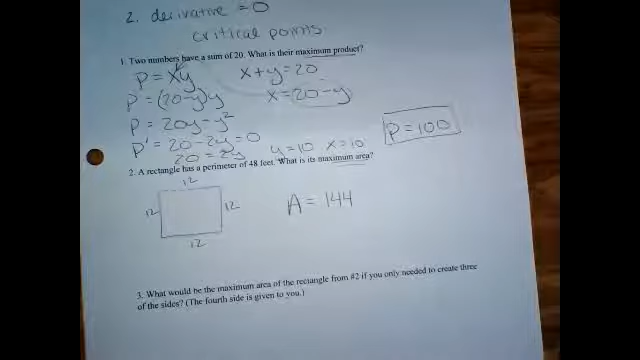 2. derivative = 0
critical points
1. Two numbers have a sum of 20. What is their maximum product?
P = xy x+y=20
P = (20-y)y x=20-y
P = 20y - y²
P' = 20 - 2y = 0
20 = 2y y=10 x=10
P = 100
2. A rectangle has a perimeter of 48 feet. What is its maximum area?
12
12 12
12
A = 144
3. What would be the maximum area of the rectangle from #2 if you only needed to create three
of the sides? (The fourth side is given to you.)